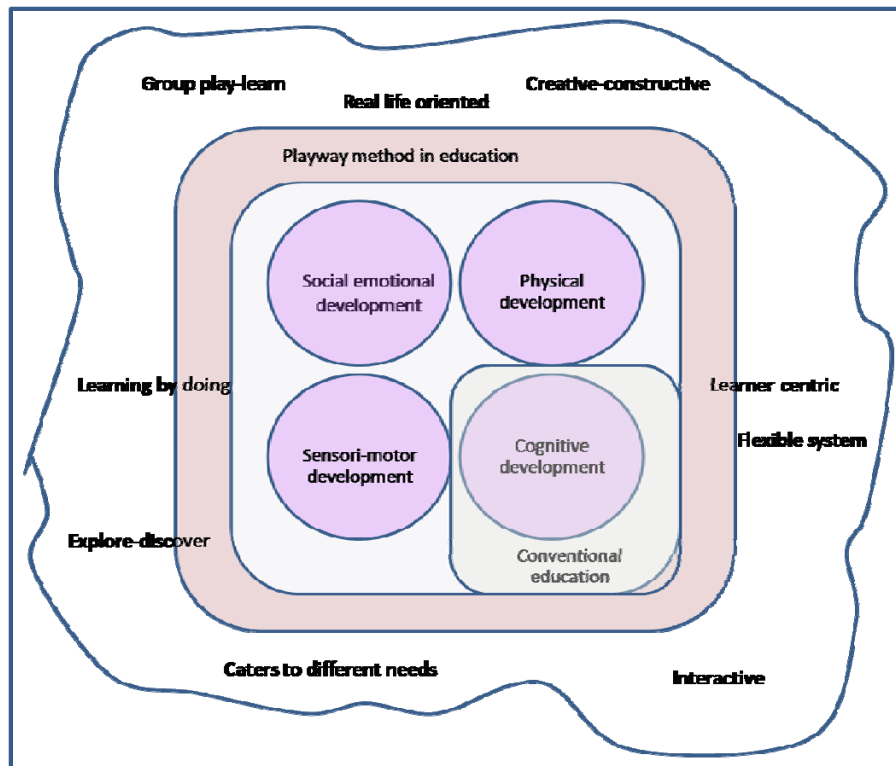 Group play-learn
Creative-constructive
Real life oriented
Playway method in education
Social emotional
development
Physical
development
Learning by doing
Learner centric
Flexible system
Sensori-motor
development
Cognitive
development
Explore-discover
Conventional
education
Caters to different needs
Interactive